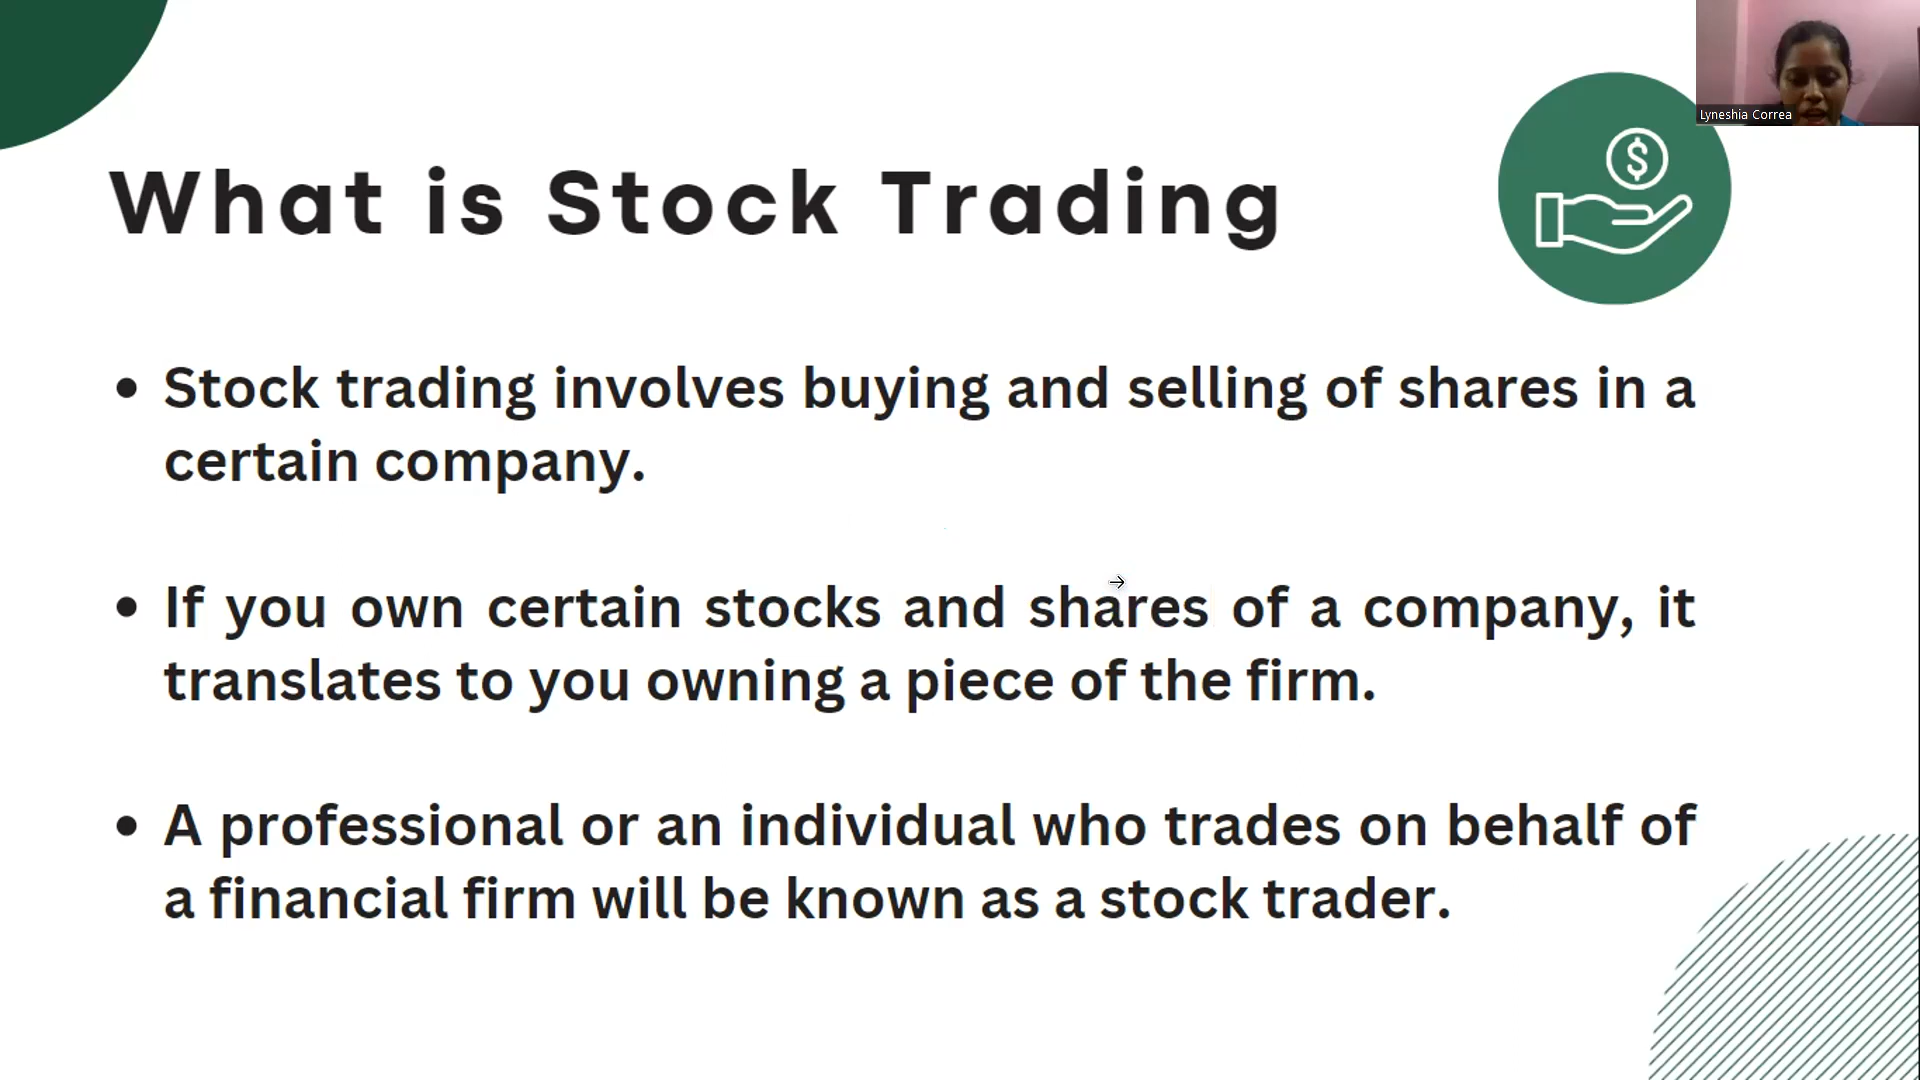 Lyneshia Correa
$
What is Stock Trading
• Stock trading involves buying and selling of shares in a
certain company.
• If you own certain stocks and shares of a company, it
translates to you owning a piece of the firm.
• A professional or an individual who trades on behalf of
a financial firm will be known as a stock trader.